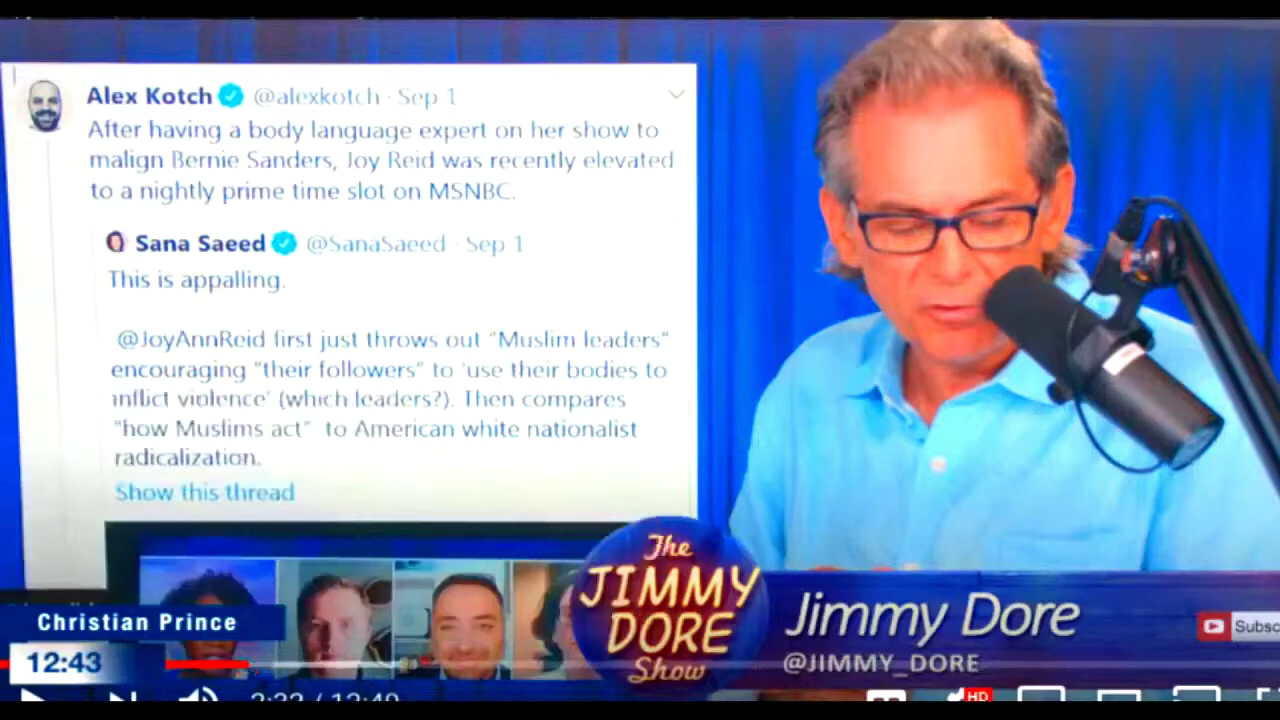 Alex Kotch @alexkotch · Sep 1
After having a body language expert on her show to
malign Bernie Sanders, Joy Reid was recently elevated
to a nightly prime time slot on MSNBC.
Sana Saeed @SanaSaeed · Sep 1
This is appalling.
@JoyAnnReid first just throws out “Muslim leaders”
encouraging “their followers” to ‘use their bodies to
inflict violence’ (which leaders?). Then compares
“how Muslims act” to American white nationalist
radicalization.
Show this thread
Christian Prince
12:43
The
JIMMY
DORE
Show
Jimmy Dore
@JIMMY_DORE
Subsc
HD